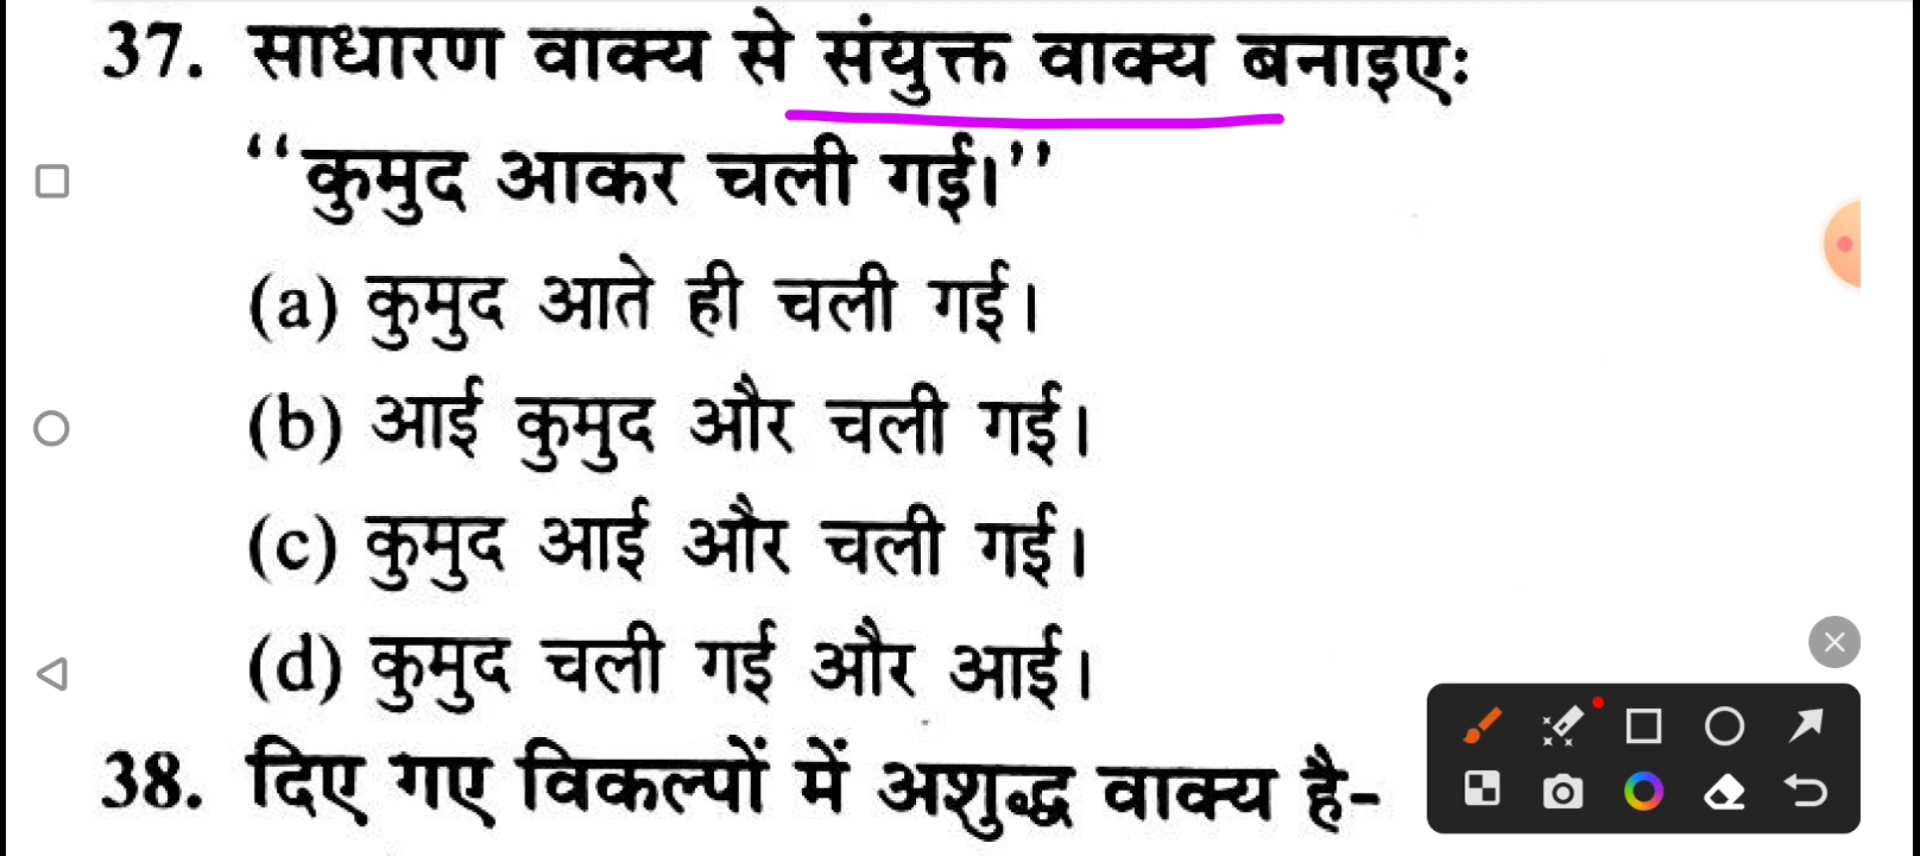 37. साधारण वाक्य से संयुक्त वाक्य बनाइएः
‘‘कुमुद आकर चली गई।’’
(a) कुमुद आते ही चली गई।
(b) आई कुमुद और चली गई।
(c) कुमुद आई और चली गई।
(d) कुमुद चली गई और आई।
38. दिए गए विकल्पों में अशुद्ध वाक्य है-